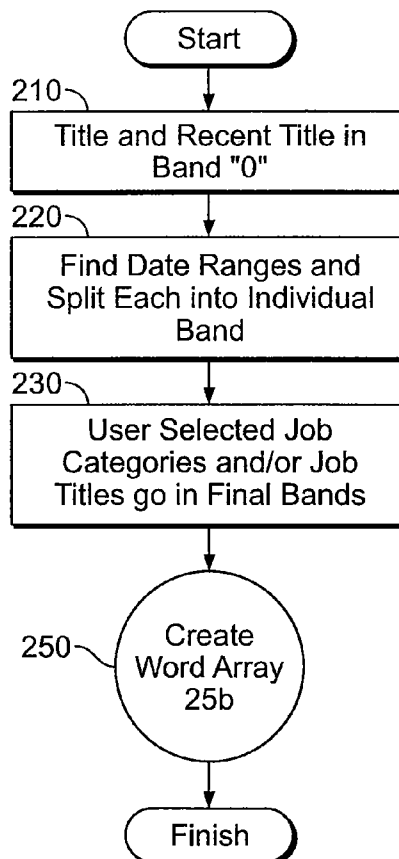 Start
210
Title and Recent Title in
Band "0"
220
Find Date Ranges and
Split Each into Individual
Band
230
User Selected Job
Categories and/or Job
Titles go in Final Bands
250
Create
Word Array
25b
Finish